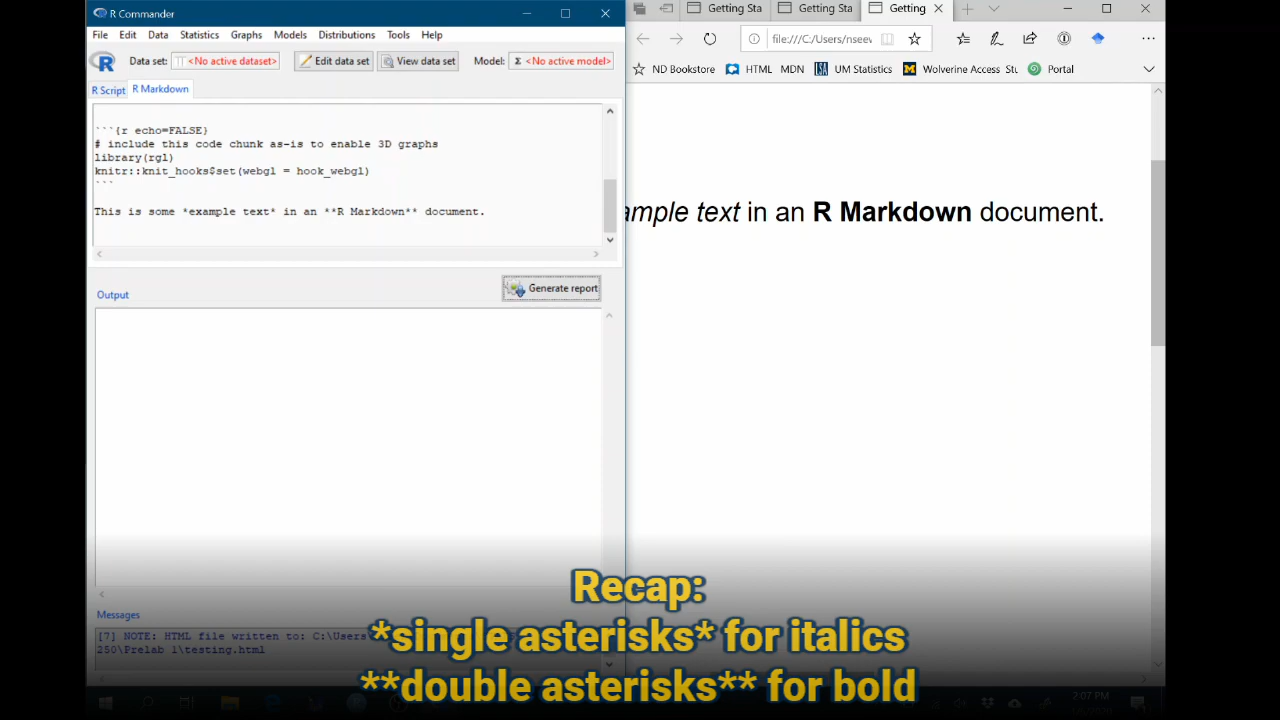 R Commander
File Edit Data Statistics Graphs Models Distributions Tools Help
R Data set: <No active dataset> Edit data set View data set Model: Σ <No active model>
R Script R Markdown
```{r echo=FALSE}
# include this code chunk as-is to enable 3D graphs
library(rgl)
knitr::knit_hooks$set(webgl = hook_webgl)
```
This is some *example text* in an **R Markdown** document.
Generate report
Output
Messages
[7] NOTE: HTML file written to: C:\Users
250\Prelab 1\testing.html
Getting Sta Getting Sta Getting
file:///C:/Users/nseev
ND Bookstore HTML MDN UM Statistics M Wolverine Access Stu Portal
ample text in an R Markdown document.
Recap:
*single asterisks* for italics
**double asterisks** for bold
2:07 PM